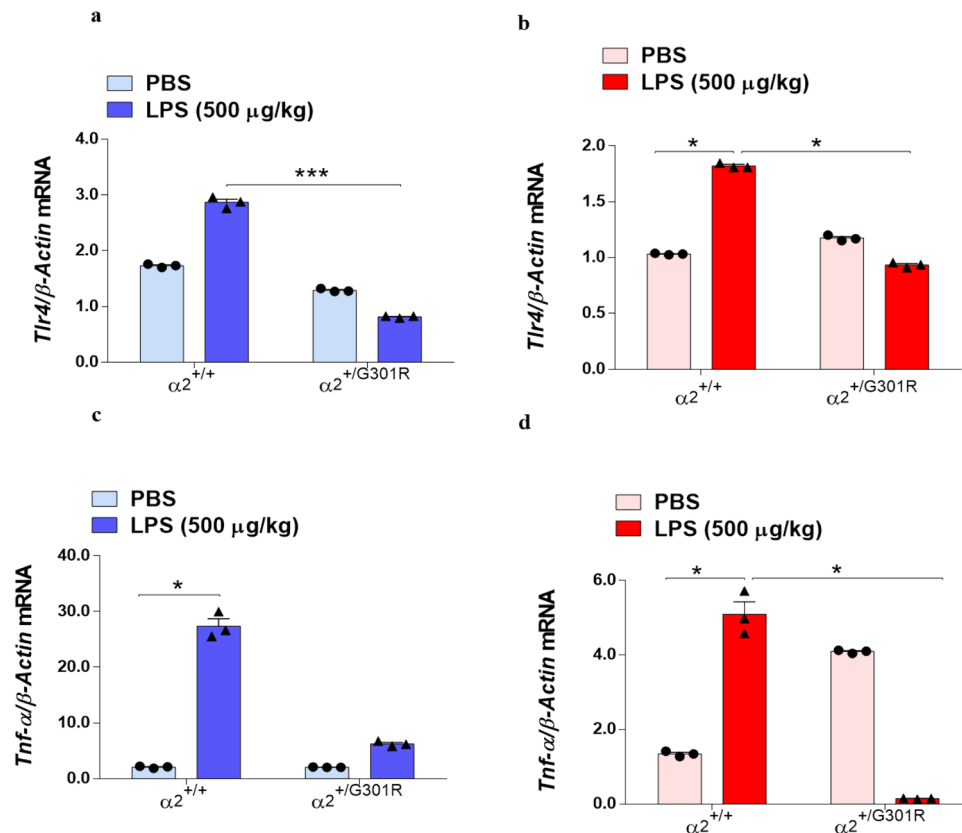 a
PBS
LPS (500 μg/kg)
Tlr4/β-Actin mRNA
4.0
3.0
2.0
1.0
0.0
***
α2+/+
α2+/G301R
b
PBS
LPS (500 μg/kg)
Tlr4/β-Actin mRNA
2.0
1.5
1.0
0.5
0.0
*
*
α2+/+
α2+/G301R
c
PBS
LPS (500 μg/kg)
Tnf-α/β-Actin mRNA
40.0
30.0
20.0
10.0
0.0
*
α2+/+
α2+/G301R
d
PBS
LPS (500 μg/kg)
Tnf-α/β-Actin mRNA
6.0
4.0
2.0
0.0
*
*
α2+/+
α2+/G301R